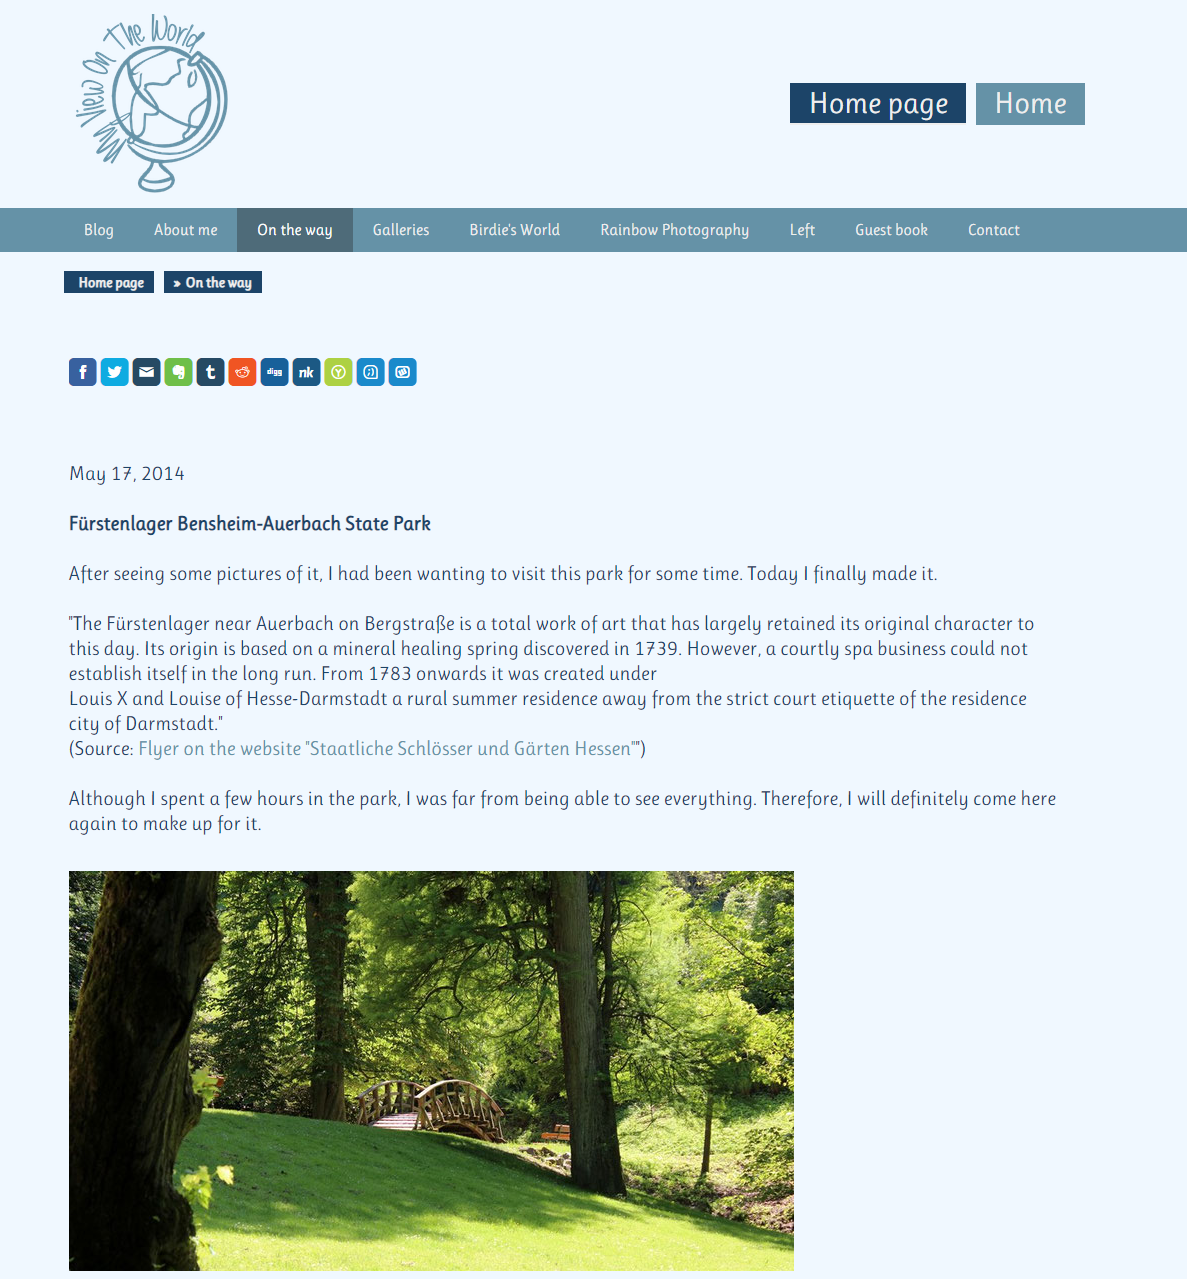 My View On The World
Home page Home
Blog About me On the way Galleries Birdie's World Rainbow Photography Left Guest book Contact
Home page » On the way
f t digg nk Y
May 17, 2014
Fürstenlager Bensheim-Auerbach State Park
After seeing some pictures of it, I had been wanting to visit this park for some time. Today I finally made it.
"The Fürstenlager near Auerbach on Bergstraße is a total work of art that has largely retained its original character to
this day. Its origin is based on a mineral healing spring discovered in 1739. However, a courtly spa business could not
establish itself in the long run. From 1783 onwards it was created under
Louis X and Louise of Hesse-Darmstadt a rural summer residence away from the strict court etiquette of the residence
city of Darmstadt."
(Source: Flyer on the website "Staatliche Schlösser und Gärten Hessen"")
Although I spent a few hours in the park, I was far from being able to see everything. Therefore, I will definitely come here
again to make up for it.